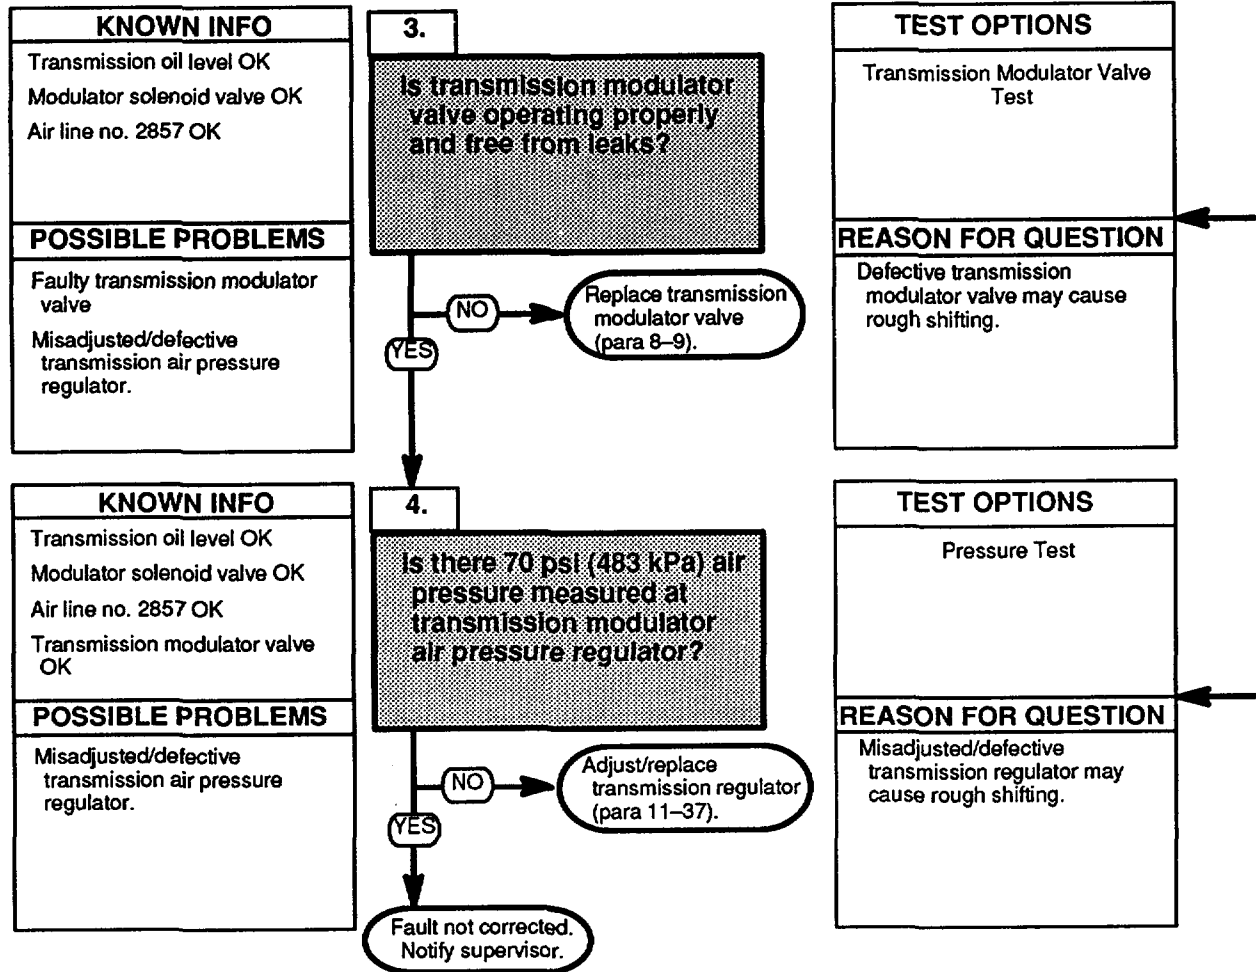 KNOWN INFO
Transmission oil level OK
Modulator solenoid valve OK
Air line no. 2857 OK
POSSIBLE PROBLEMS
Faulty transmission modulator
valve
Misadjusted/defective
transmission air pressure
regulator.
3.
Is transmission modulator
valve operating properly
and free from leaks?
NO
Replace transmission
modulator valve
(para 8–9).
YES
TEST OPTIONS
Transmission Modulator Valve
Test
REASON FOR QUESTION
Defective transmission
modulator valve may cause
rough shifting.
KNOWN INFO
Transmission oil level OK
Modulator solenoid valve OK
Air line no. 2857 OK
Transmission modulator valve
OK
POSSIBLE PROBLEMS
Misadjusted/defective
transmission air pressure
regulator.
4.
Is there 70 psi (483 kPa) air
pressure measured at
transmission modulator
air pressure regulator?
NO
Adjust/replace
transmission regulator
(para 11–37).
YES
Fault not corrected.
Notify supervisor.
TEST OPTIONS
Pressure Test
REASON FOR QUESTION
Misadjusted/defective
transmission regulator may
cause rough shifting.